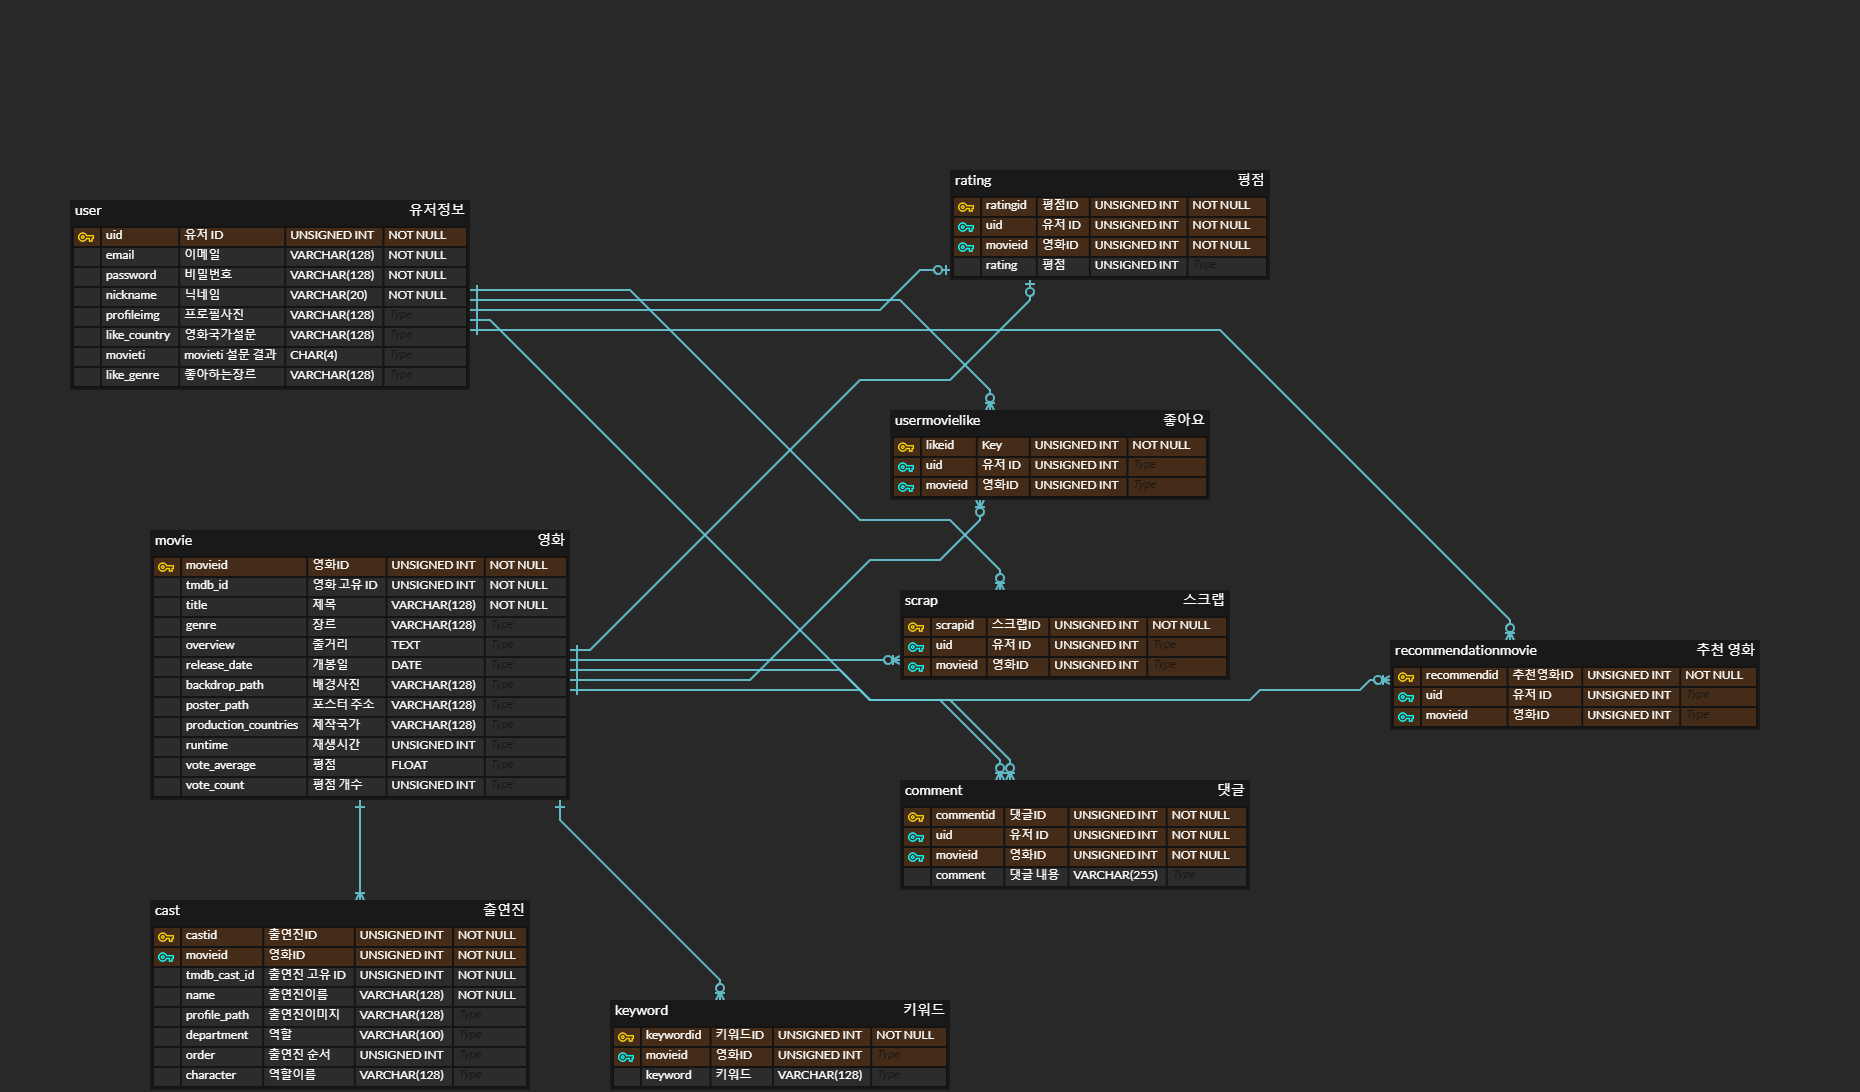 rating 평점
ratingid 평점ID UNSIGNED INT NOT NULL
uid 유저 ID UNSIGNED INT NOT NULL
movieid 영화ID UNSIGNED INT NOT NULL
rating 평점 UNSIGNED INT Type
user 유저정보
uid 유저 ID UNSIGNED INT NOT NULL
email 이메일 VARCHAR(128) NOT NULL
password 비밀번호 VARCHAR(128) NOT NULL
nickname 닉네임 VARCHAR(20) NOT NULL
profileimg 프로필사진 VARCHAR(128) Type
like_country 영화국가설문 VARCHAR(128) Type
movieti movieti 설문 결과 CHAR(4) Type
like_genre 좋아하는장르 VARCHAR(128) Type
usermovielike 좋아요
likeid Key UNSIGNED INT NOT NULL
uid 유저 ID UNSIGNED INT Type
movieid 영화ID UNSIGNED INT Type
movie 영화
movieid 영화ID UNSIGNED INT NOT NULL
tmdb_id 영화 고유 ID UNSIGNED INT NOT NULL
title 제목 VARCHAR(128) NOT NULL
genre 장르 VARCHAR(128) Type
overview 줄거리 TEXT Type
release_date 개봉일 DATE Type
backdrop_path 배경사진 VARCHAR(128) Type
poster_path 포스터 주소 VARCHAR(128) Type
production_countries 제작국가 VARCHAR(128) Type
runtime 재생시간 UNSIGNED INT Type
vote_average 평점 FLOAT Type
vote_count 평점 개수 UNSIGNED INT Type
scrap 스크랩
scrapid 스크랩ID UNSIGNED INT NOT NULL
uid 유저 ID UNSIGNED INT Type
movieid 영화ID UNSIGNED INT Type
recommendationmovie 추천 영화
recommendid 추천영화ID UNSIGNED INT NOT NULL
uid 유저 ID UNSIGNED INT Type
movieid 영화ID UNSIGNED INT Type
comment 댓글
commentid 댓글ID UNSIGNED INT NOT NULL
uid 유저 ID UNSIGNED INT NOT NULL
movieid 영화ID UNSIGNED INT NOT NULL
comment 댓글 내용 VARCHAR(255) Type
cast 출연진
castid 출연진ID UNSIGNED INT NOT NULL
movieid 영화ID UNSIGNED INT NOT NULL
tmdb_cast_id 출연진 고유 ID UNSIGNED INT NOT NULL
name 출연진이름 VARCHAR(128) NOT NULL
profile_path 출연진이미지 VARCHAR(128) Type
department 역할 VARCHAR(100) Type
order 출연진 순서 UNSIGNED INT Type
character 역할이름 VARCHAR(128) Type
keyword 키워드
keywordid 키워드ID UNSIGNED INT NOT NULL
movieid 영화ID UNSIGNED INT Type
keyword 키워드 VARCHAR(128) Type